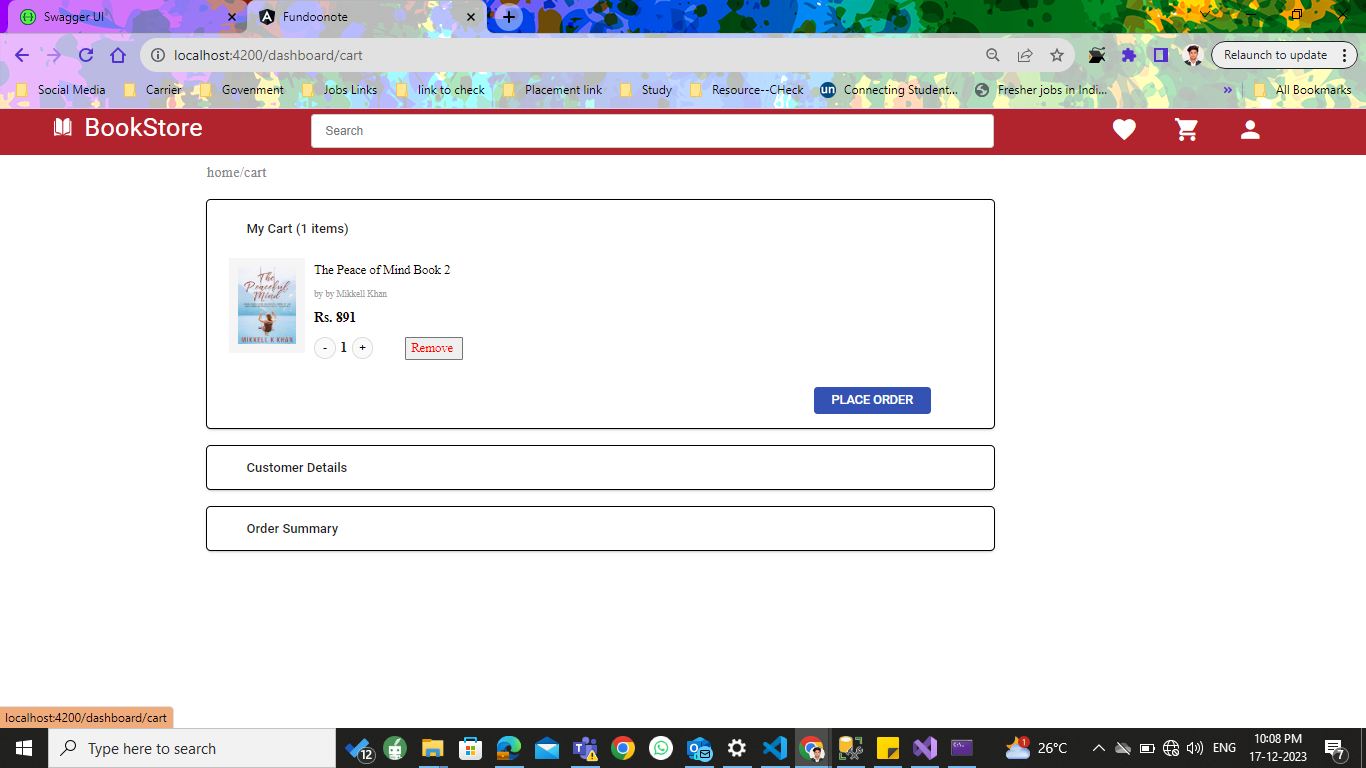 Swagger UI
Fundoonote
localhost:4200/dashboard/cart
Relaunch to update
Social Media
Carrier
Govenment
Jobs Links
link to check
Placement link
Study
Resource--CHeck
un
Connecting Student...
Fresher jobs in Indi...
»
All Bookmarks
BookStore
Search
home/cart
My Cart (1 items)
The Peace of Mind Book 2
by by Mikkell Khan
Rs. 891
- 1 +
Remove
The
Peaceful
Mind
MIKKELL K KHAN
PLACE ORDER
Customer Details
Order Summary
localhost:4200/dashboard/cart
Type here to search
12
1
26°C
ENG
10:08 PM
17-12-2023
7